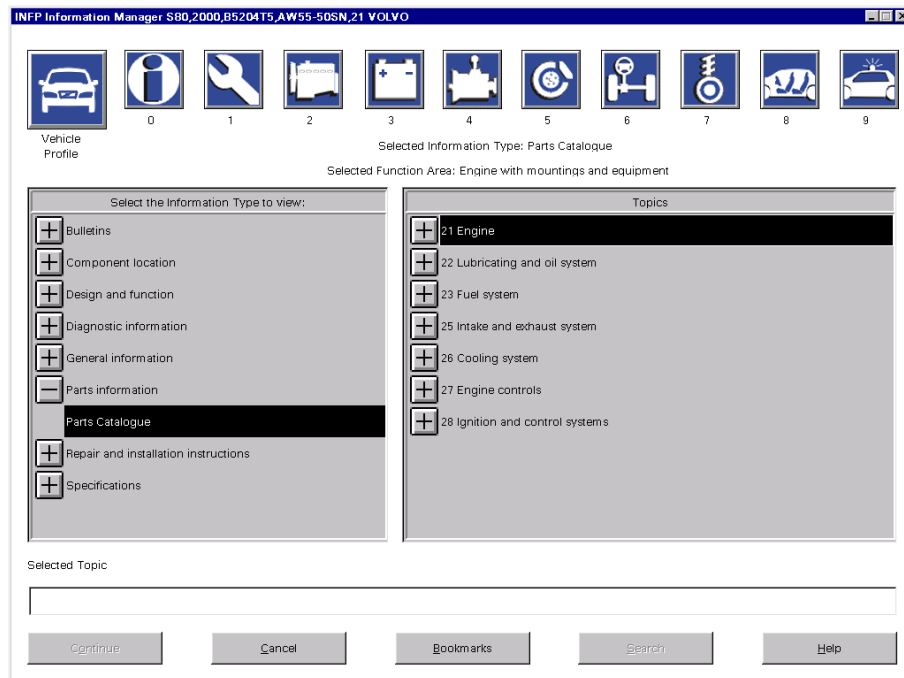 INFP Information Manager S80,2000,B5204T5,AW55-50SN,21 VOLVO
0 1 2 3 4 5 6 7 8 9
Vehicle
Profile
Selected Information Type: Parts Catalogue
Selected Function Area: Engine with mountings and equipment
Select the Information Type to view:
Bulletins
Component location
Design and function
Diagnostic information
General information
Parts information
Parts Catalogue
Repair and installation instructions
Specifications
Topics
21 Engine
22 Lubricating and oil system
23 Fuel system
25 Intake and exhaust system
26 Cooling system
27 Engine controls
28 Ignition and control systems
Selected Topic
Continue Cancel Bookmarks Search Help